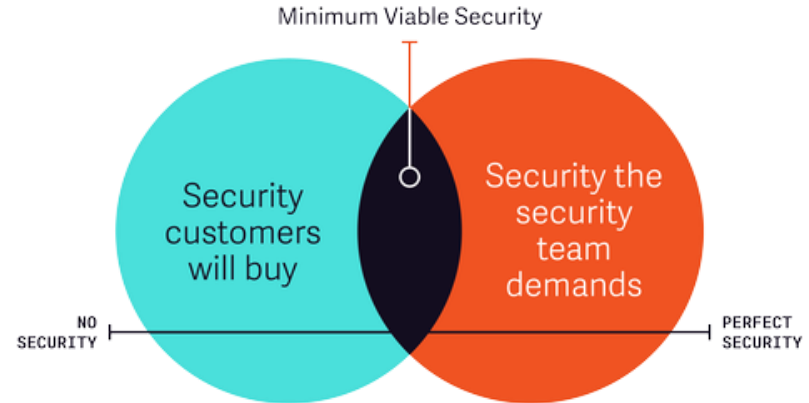 Minimum Viable Security
Security
customers
will buy
Security the
security
team
demands
NO
SECURITY
PERFECT
SECURITY